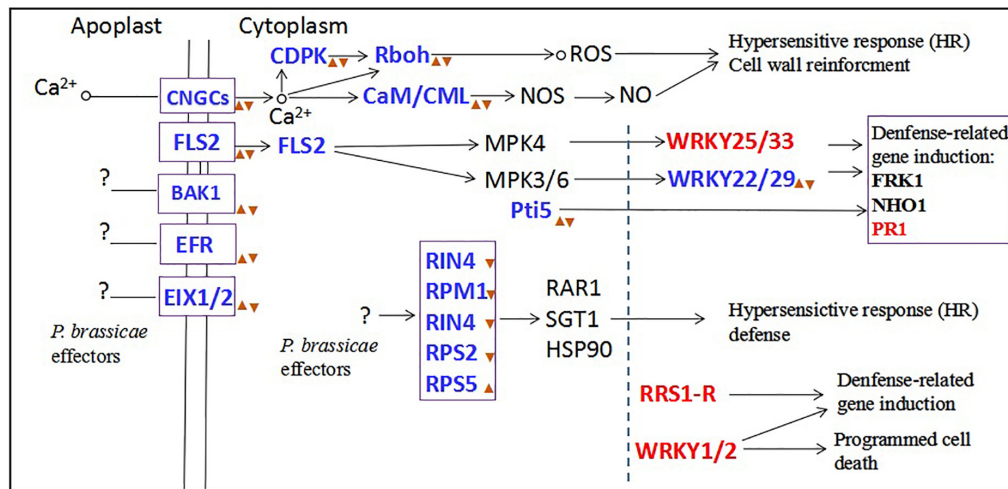 Apoplast
Cytoplasm
CDPK
Rboh
ROS
Hypersensitive response (HR)
Cell wall reinforcment
Ca2+
CNGCs
Ca2+
CaM/CML
NOS
NO
FLS2
FLS2
MPK4
WRKY25/33
Denfense-related
gene induction:
FRK1
NHO1
PR1
?
BAK1
MPK3/6
WRKY22/29
Pti5
?
EFR
?
EIX1/2
P. brassicae
effectors
?
P. brassicae
effectors
RIN4
RPM1
RIN4
RPS2
RPS5
RAR1
SGT1
HSP90
Hypersensictive response (HR)
defense
RRS1-R
Denfense-related
gene induction
WRKY1/2
Programmed cell
death